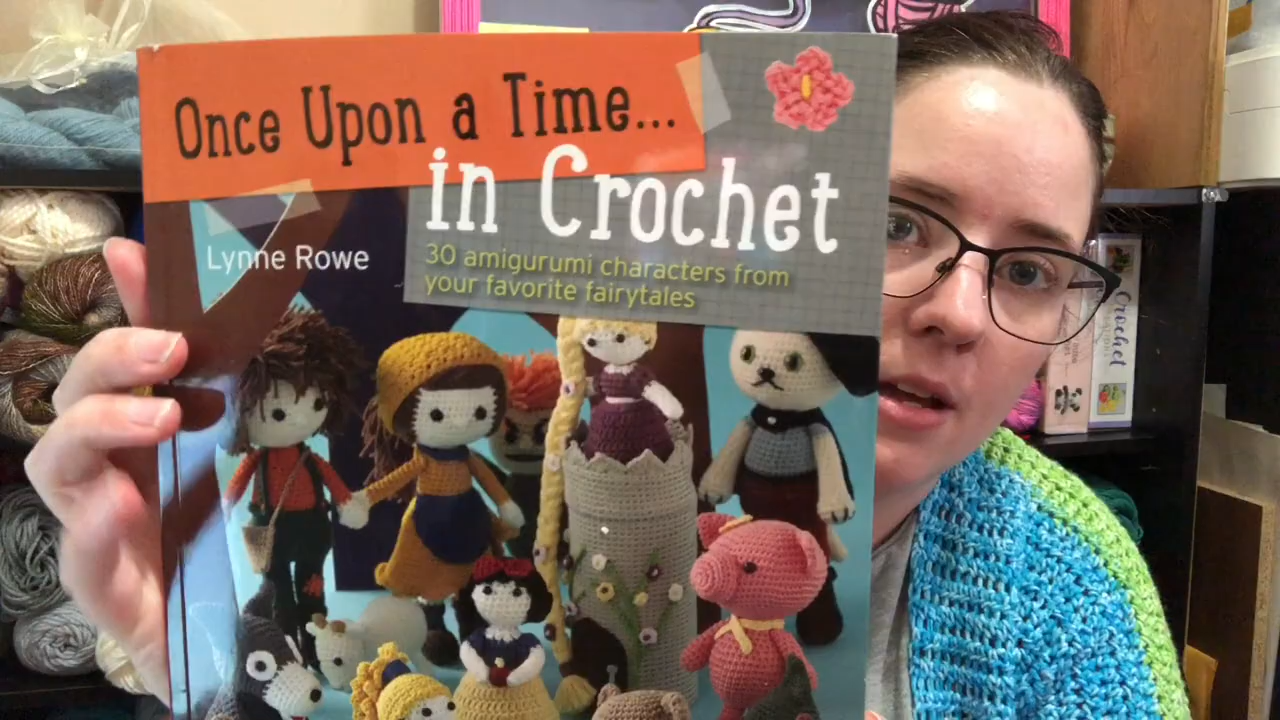 Once Upon a Time...
in Crochet
Lynne Rowe
30 amigurumi characters from
your favorite fairytales
Crochet